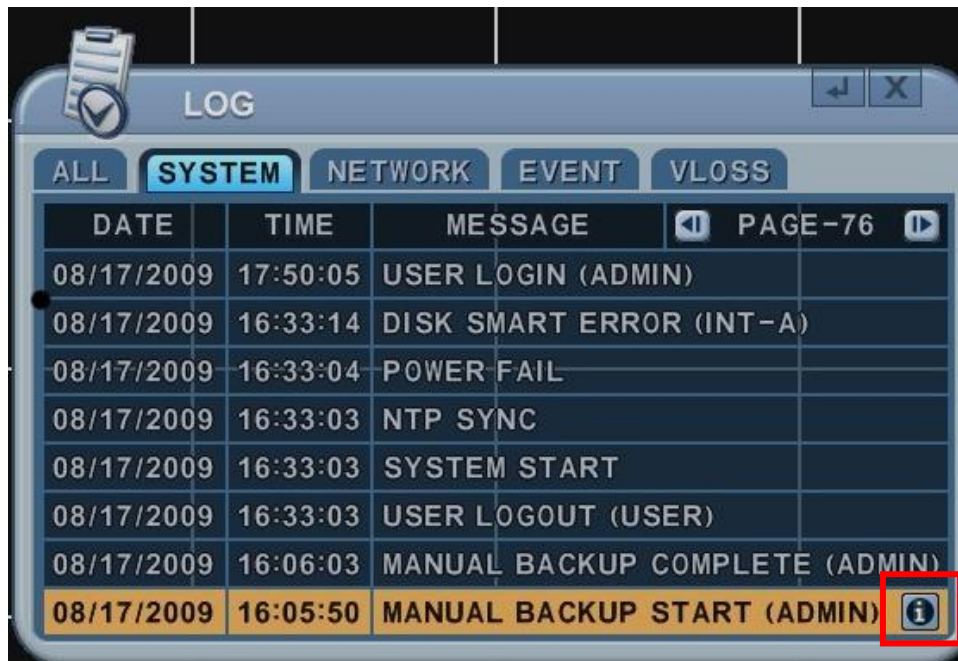 LOG X
ALL SYSTEM NETWORK EVENT VLOSS
DATE TIME MESSAGE PAGE-76
08/17/2009 17:50:05 USER LOGIN (ADMIN)
08/17/2009 16:33:14 DISK SMART ERROR (INT-A)
08/17/2009 16:33:04 POWER FAIL
08/17/2009 16:33:03 NTP SYNC
08/17/2009 16:33:03 SYSTEM START
08/17/2009 16:33:03 USER LOGOUT (USER)
08/17/2009 16:06:03 MANUAL BACKUP COMPLETE (ADMIN)
08/17/2009 16:05:50 MANUAL BACKUP START (ADMIN) i